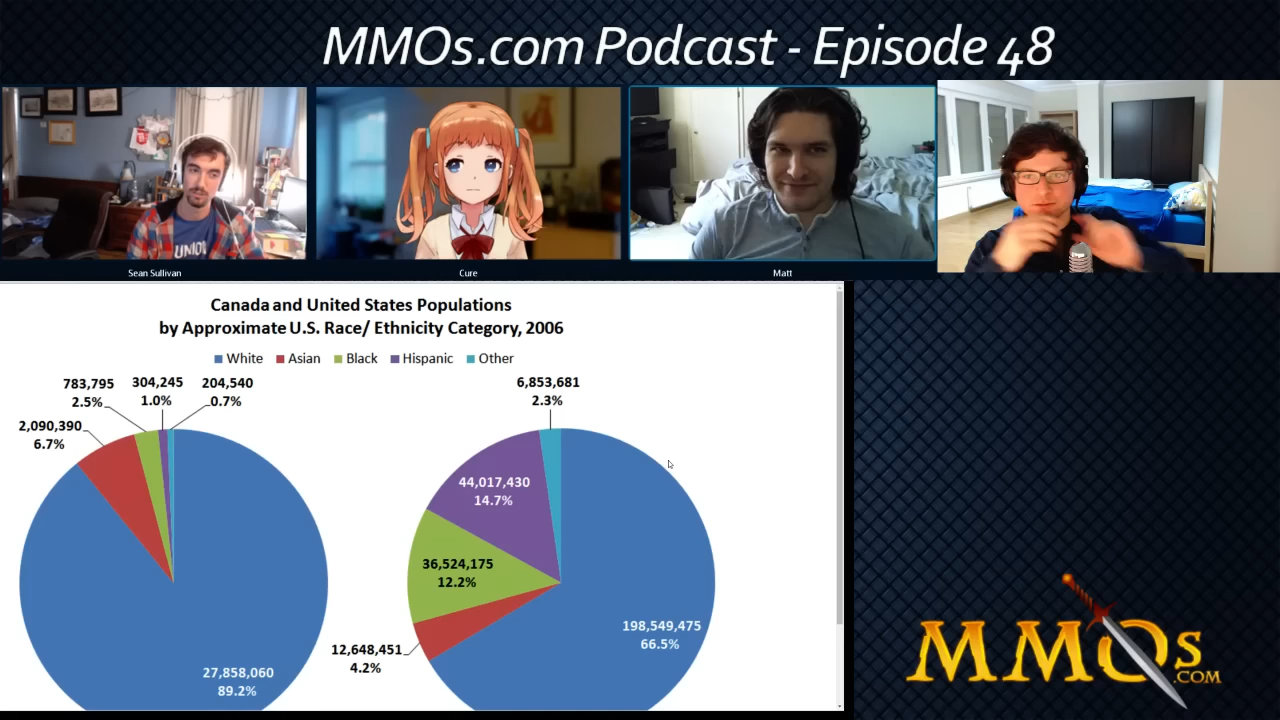 MMOs.com Podcast - Episode 48
UNION
Sean Sullivan
Cure
Matt
Canada and United States Populations
by Approximate U.S. Race/ Ethnicity Category, 2006
White Asian Black Hispanic Other
783,795
2.5%
304,245
1.0%
204,540
0.7%
2,090,390
6.7%
27,858,060
89.2%
6,853,681
2.3%
44,017,430
14.7%
36,524,175
12.2%
12,648,451
4.2%
198,549,475
66.5%
MMOs
.COM